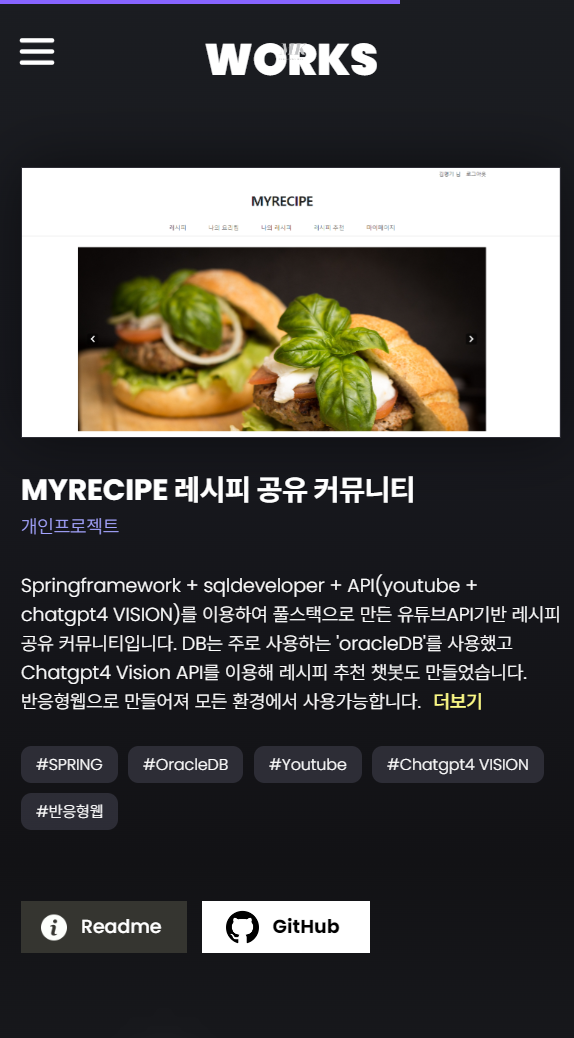 WORKS
로그아웃
MYRECIPE
레시피 나의 요리법 나의 레시피 레시피 추천 마이페이지
MYRECIPE 레시피 공유 커뮤니티
개인프로젝트
Springframework + sqldeveloper + API(youtube +
chatgpt4 VISION)를 이용하여 풀스택으로 만든 유튜브API기반 레시피
공유 커뮤니티입니다. DB는 주로 사용하는 'oracleDB'를 사용했고
Chatgpt4 Vision API를 이용해 레시피 추천 챗봇도 만들었습니다.
반응형웹으로 만들어져 모든 환경에서 사용가능합니다. 더보기
#SPRING #OracleDB #Youtube #Chatgpt4 VISION
#반응형웹
Readme GitHub